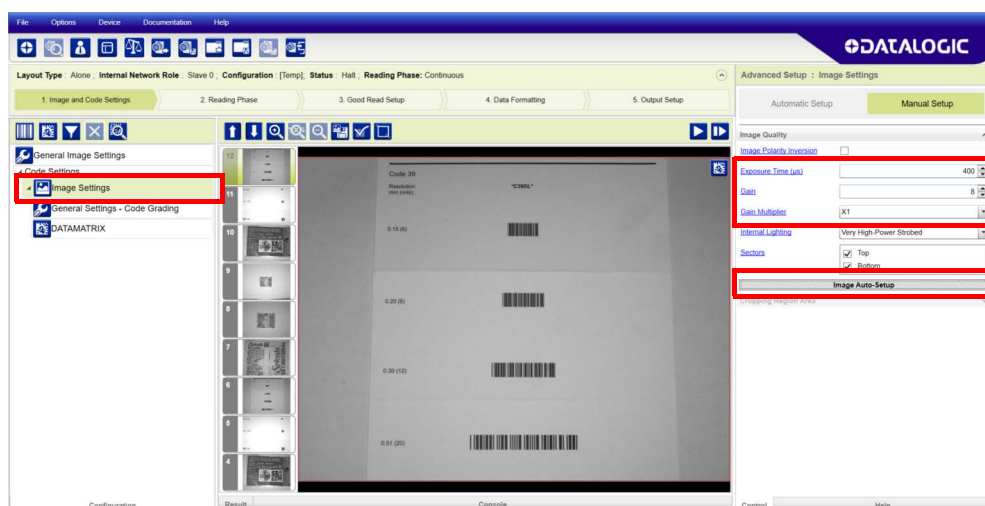 File Options Device Documentation Help
DATALOGIC
Layout Type : Alone ; Internal Network Role : Slave 0 ; Configuration : [Temp]; Status : Halt ; Reading Phase: Continuous
Advanced Setup : Image Settings
1. Image and Code Settings
2. Reading Phase
3. Good Read Setup
4. Data Formatting
5. Output Setup
Automatic Setup
Manual Setup
General Image Settings
Code Settings
Image Settings
General Settings - Code Grading
DATAMATRIX
12
11
10
9
8
7
6
5
4
Code 39
Resolution
mm (mils)
0.15 (6)
0.20 (8)
0.30 (12)
0.51 (20)
Image Quality
Image Polarity Inversion
Exposure Time (µs) 400
Gain 8
Gain Multiplier X1
Internal Lighting Very High-Power Strobed
Sectors Top
Bottom
Image Auto-Setup
Cropping Region Area
Configuration
Result
Console
Control
Help